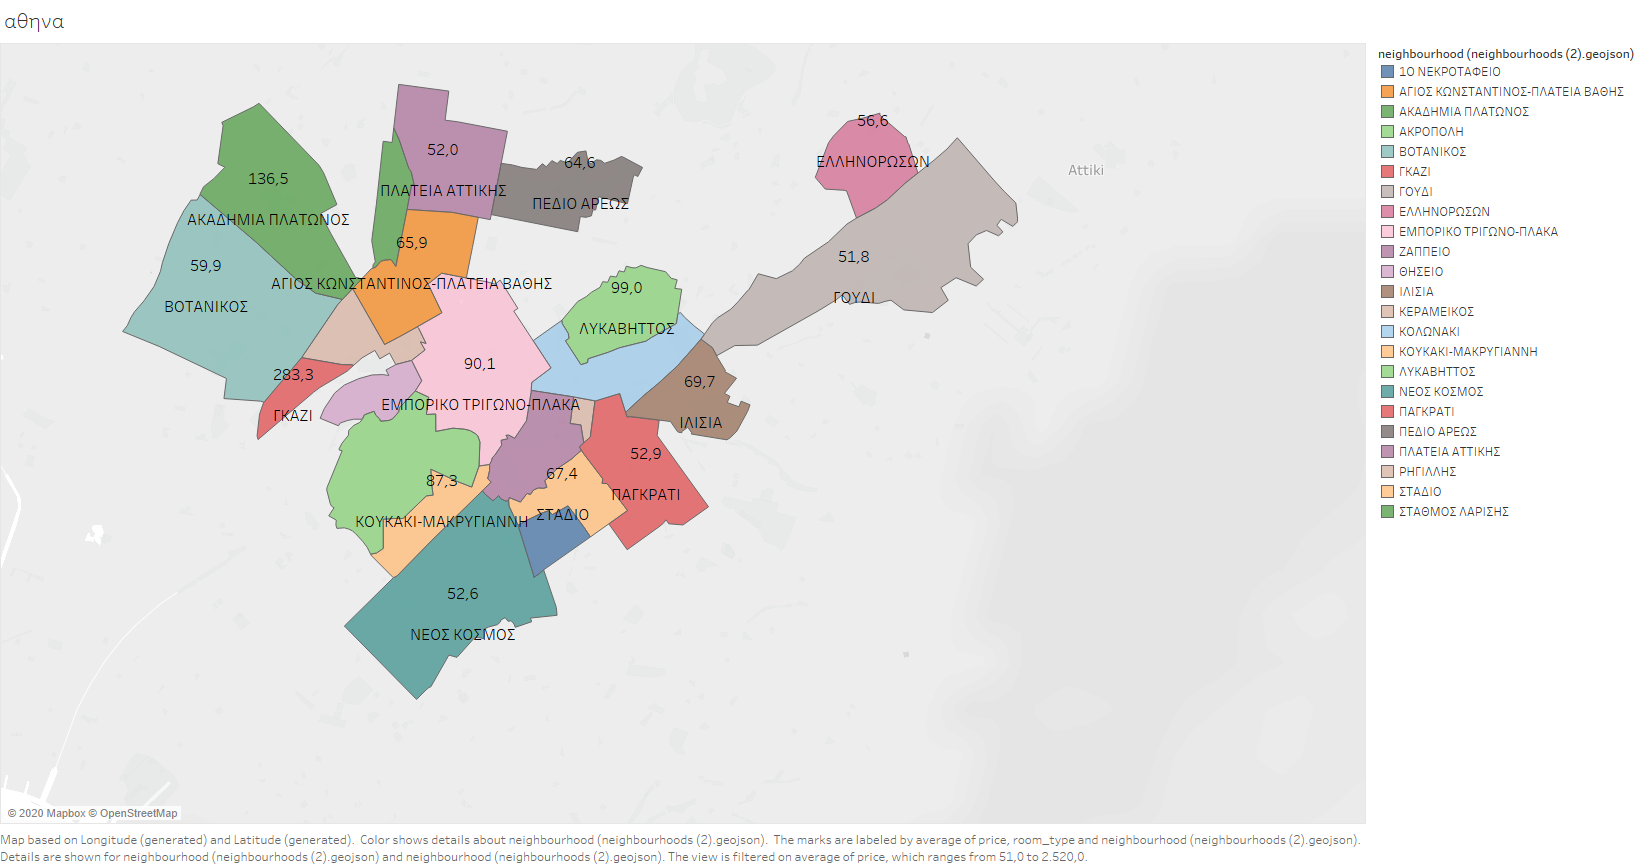 αθηνα
neighbourhood (neighbourhoods (2).geojson)
1Ο ΝΕΚΡΟΤΑΦΕΙΟ
ΑΓΙΟΣ ΚΩΝΣΤΑΝΤΙΝΟΣ-ΠΛΑΤΕΙΑ ΒΑΘΗΣ
ΑΚΑΔΗΜΙΑ ΠΛΑΤΩΝΟΣ
ΑΚΡΟΠΟΛΗ
ΒΟΤΑΝΙΚΟΣ
ΓΚΑΖΙ
ΓΟΥΔΙ
ΕΛΛΗΝΟΡΩΣΩΝ
ΕΜΠΟΡΙΚΟ ΤΡΙΓΩΝΟ-ΠΛΑΚΑ
ΖΑΠΠΕΙΟ
ΘΗΣΕΙΟ
ΙΛΙΣΙΑ
ΚΕΡΑΜΕΙΚΟΣ
ΚΟΛΩΝΑΚΙ
ΚΟΥΚΑΚΙ-ΜΑΚΡΥΓΙΑΝΝΗ
ΛΥΚΑΒΗΤΤΟΣ
ΝΕΟΣ ΚΟΣΜΟΣ
ΠΑΓΚΡΑΤΙ
ΠΕΔΙΟ ΑΡΕΩΣ
ΠΛΑΤΕΙΑ ΑΤΤΙΚΗΣ
ΡΗΓΙΛΛΗΣ
ΣΤΑΔΙΟ
ΣΤΑΘΜΟΣ ΛΑΡΙΣΗΣ
56,6
ΕΛΛΗΝΟΡΩΣΩΝ
Attiki
52,0
ΠΛΑΤΕΙΑ ΑΤΤΙΚΗΣ
64,6
ΠΕΔΙΟ ΑΡΕΩΣ
136,5
ΑΚΑΔΗΜΙΑ ΠΛΑΤΩΝΟΣ
65,9
ΑΓΙΟΣ ΚΩΝΣΤΑΝΤΙΝΟΣ-ΠΛΑΤΕΙΑ ΒΑΘΗΣ
59,9
ΒΟΤΑΝΙΚΟΣ
51,8
ΓΟΥΔΙ
99,0
ΛΥΚΑΒΗΤΤΟΣ
90,1
ΕΜΠΟΡΙΚΟ ΤΡΙΓΩΝΟ-ΠΛΑΚΑ
283,3
ΓΚΑΖΙ
69,7
ΙΛΙΣΙΑ
52,9
ΠΑΓΚΡΑΤΙ
87,3
ΚΟΥΚΑΚΙ-ΜΑΚΡΥΓΙΑΝΝΗ
67,4
ΣΤΑΔΙΟ
52,6
ΝΕΟΣ ΚΟΣΜΟΣ
© 2020 Mapbox © OpenStreetMap
Map based on Longitude (generated) and Latitude (generated). Color shows details about neighbourhood (neighbourhoods (2).geojson). The marks are labeled by average of price, room_type and neighbourhood (neighbourhoods (2).geojson).
Details are shown for neighbourhood (neighbourhoods (2).geojson) and neighbourhood (neighbourhoods (2).geojson). The view is filtered on average of price, which ranges from 51,0 to 2.520,0.